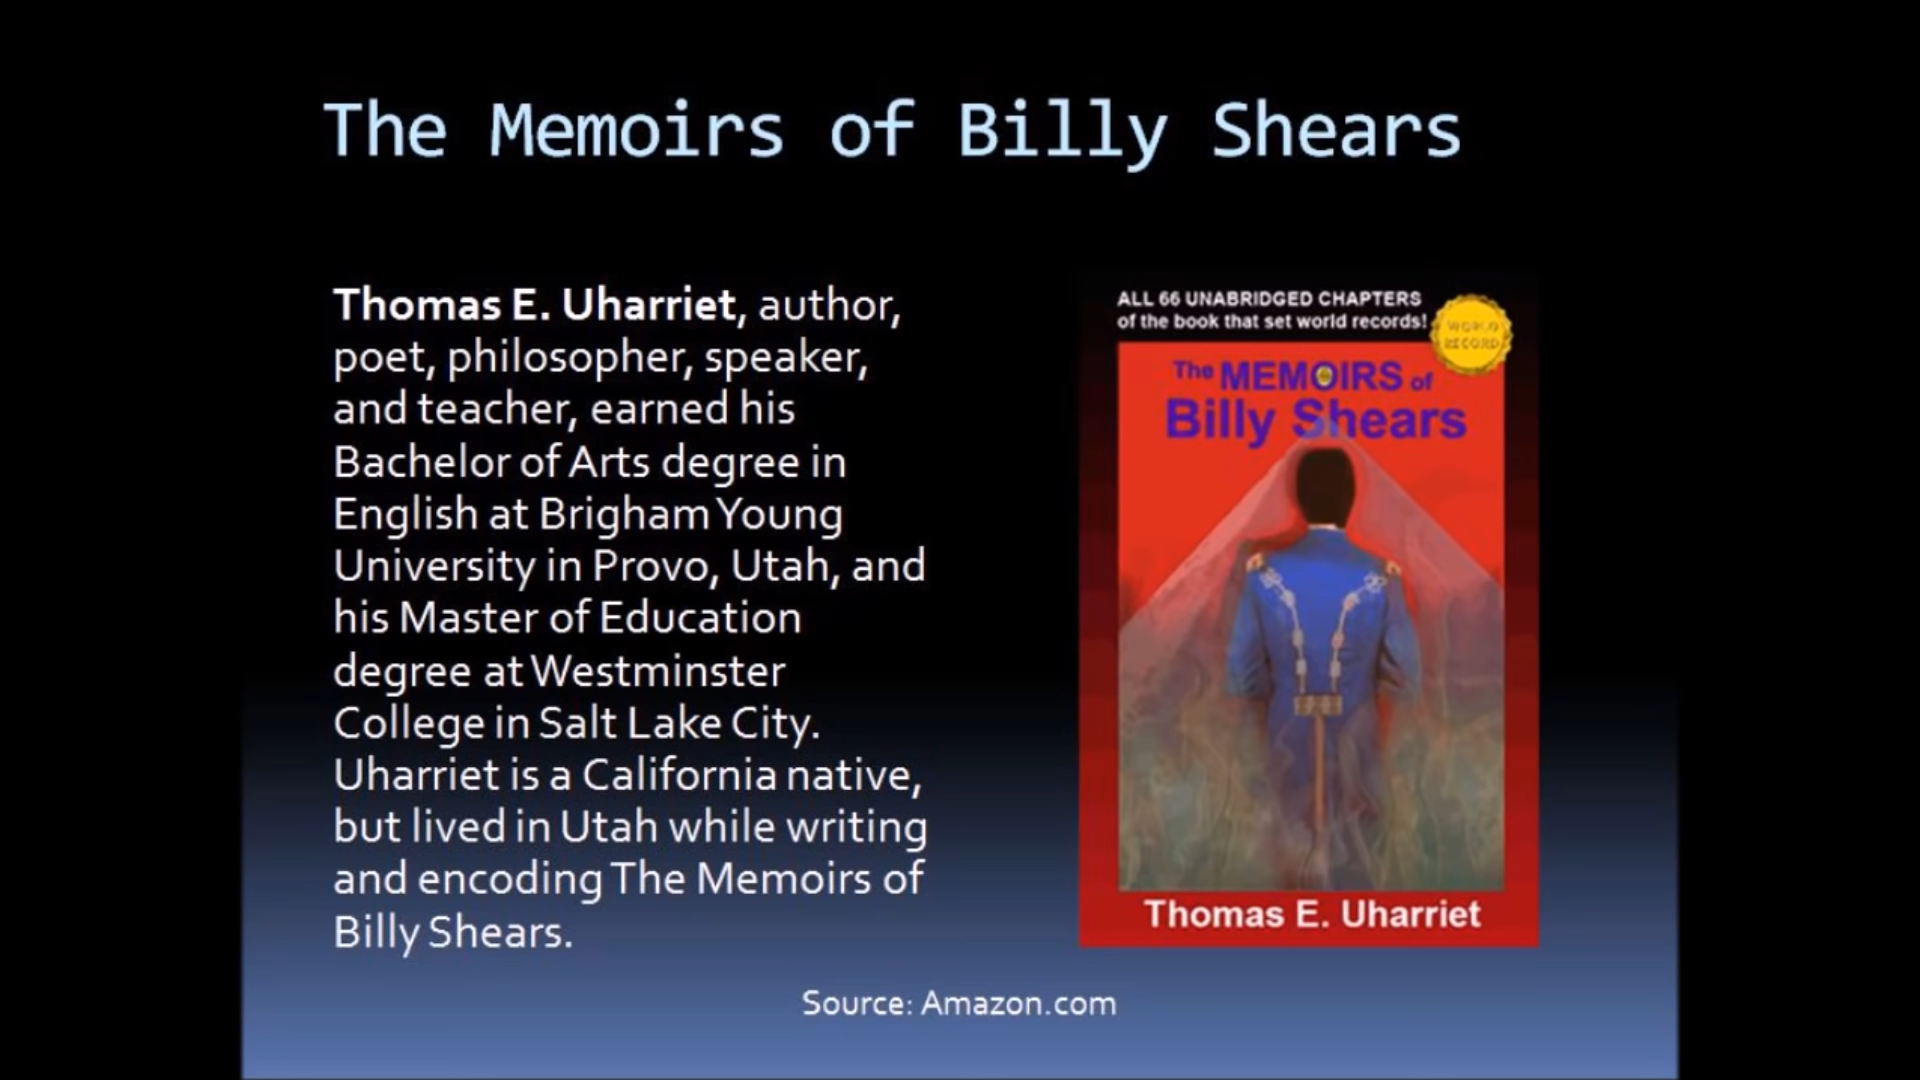 The Memoirs of Billy Shears
Thomas E. Uharriet, author,
poet, philosopher, speaker,
and teacher, earned his
Bachelor of Arts degree in
English at Brigham Young
University in Provo, Utah, and
his Master of Education
degree at Westminster
College in Salt Lake City.
Uharriet is a California native,
but lived in Utah while writing
and encoding The Memoirs of
Billy Shears.
ALL 66 UNABRIDGED CHAPTERS
of the book that set world records!
WORLD
RECORD
The MEMOIRS of
Billy Shears
Thomas E. Uharriet
Source: Amazon.com